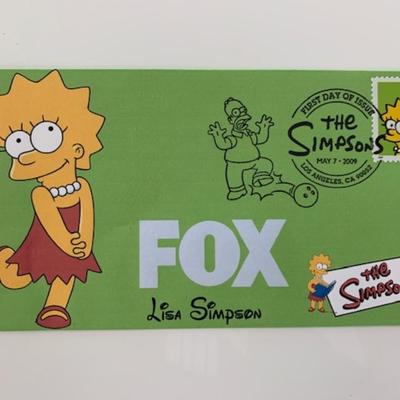 FIRST DAY OF ISSUE
THE
SIMPSONS
MAY 7 • 2009
LOS ANGELES, CA 90052
FOX
LISA SIMPSON
THE
SIMPSONS